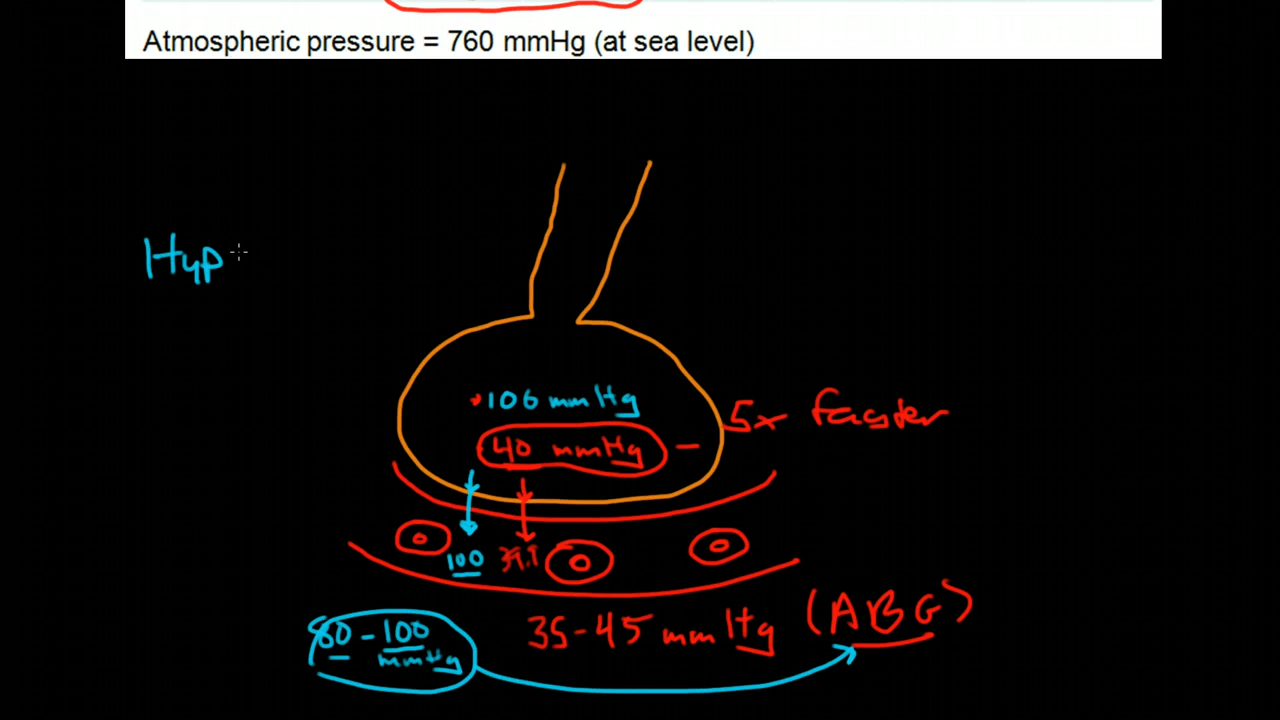 Atmospheric pressure = 760 mmHg (at sea level)
Hyp
106 mmHg
40 mmHg
5x faster
100
80-100
mmHg
35-45 mmHg
(ABG)